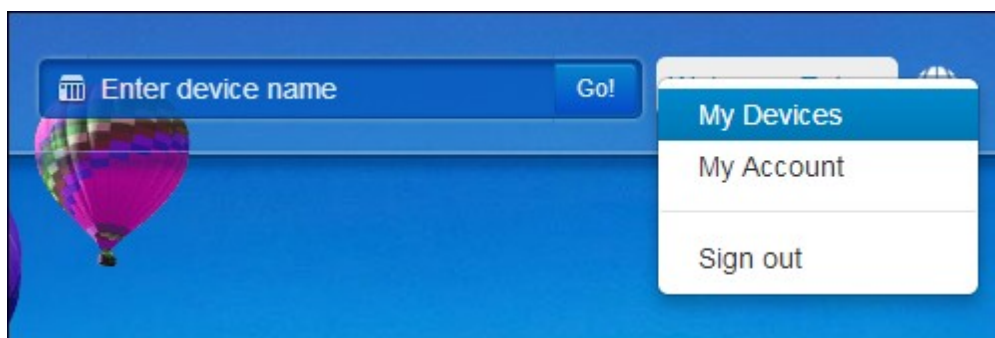 Enter device name
Go!
My Devices
My Account
Sign out